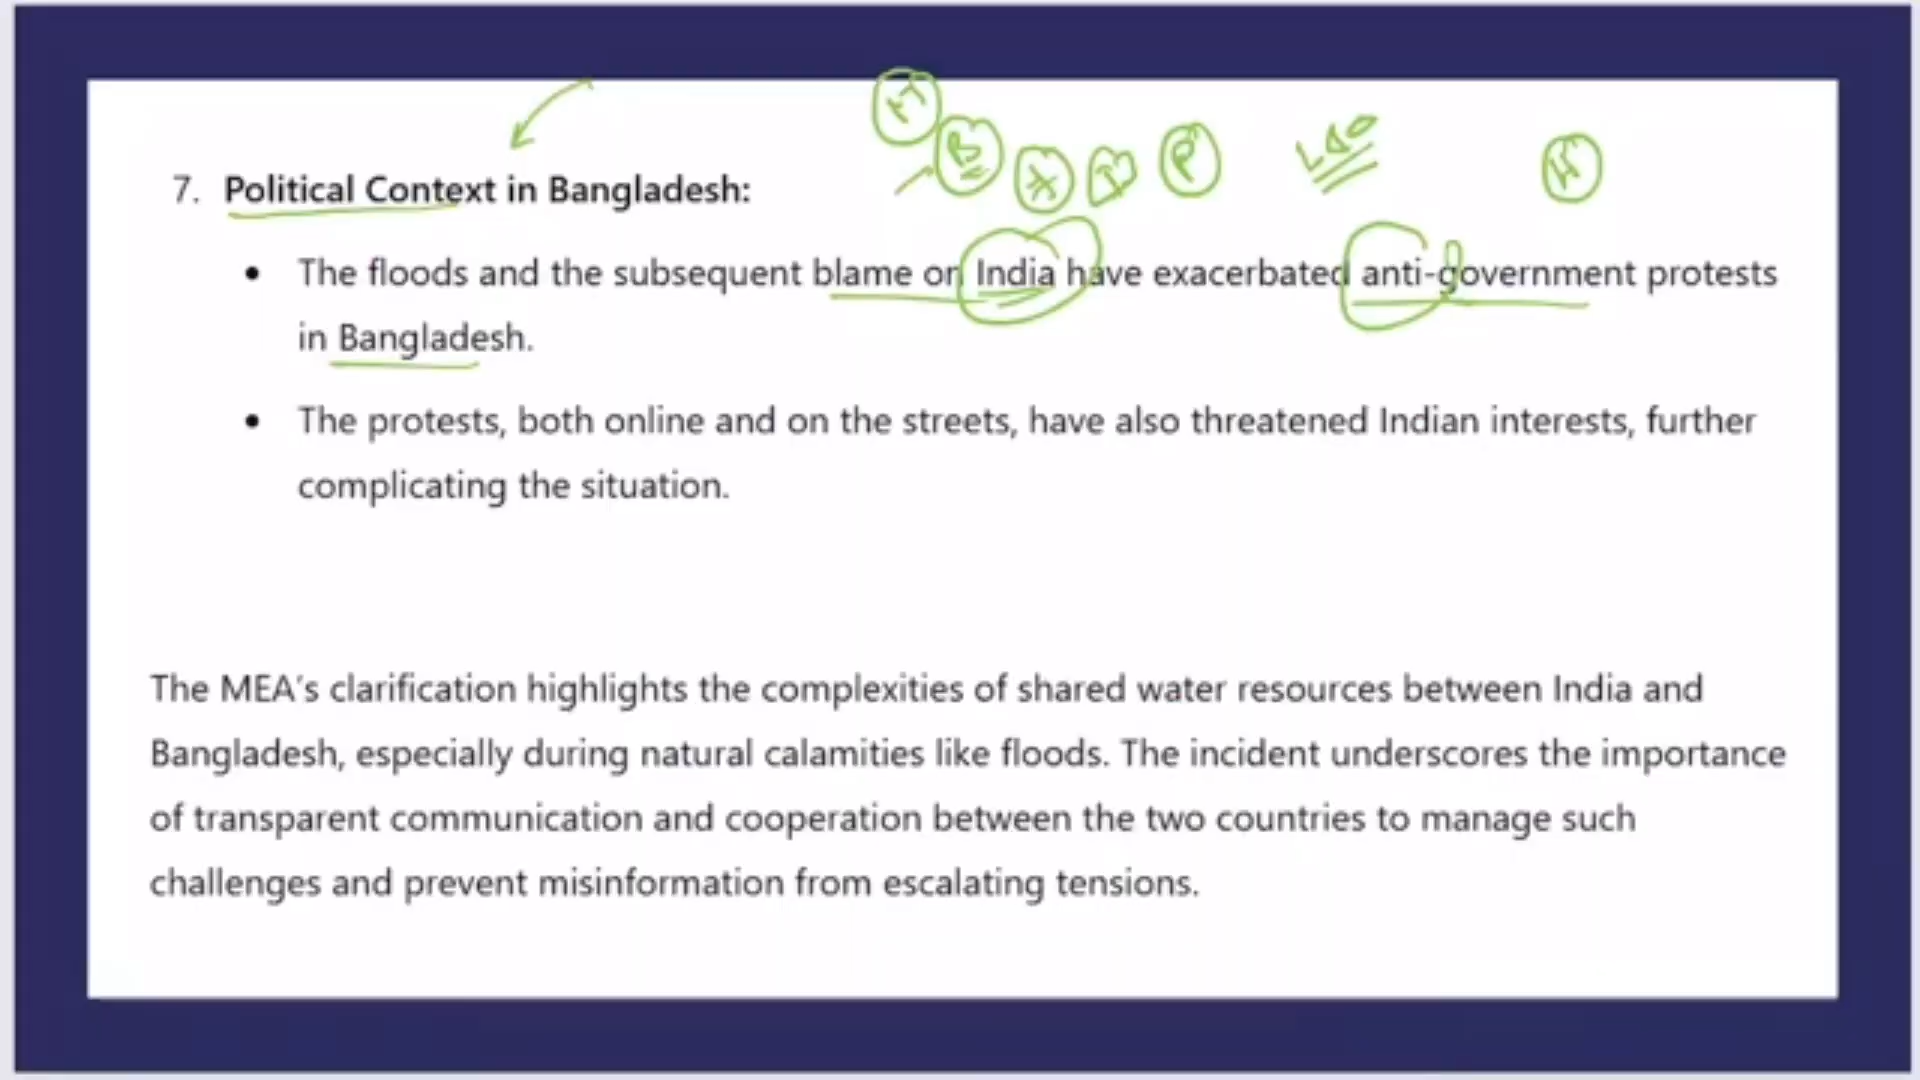 7. Political Context in Bangladesh:
• The floods and the subsequent blame on India have exacerbated anti-government protests
in Bangladesh.
• The protests, both online and on the streets, have also threatened Indian interests, further
complicating the situation.
The MEA's clarification highlights the complexities of shared water resources between India and
Bangladesh, especially during natural calamities like floods. The incident underscores the importance
of transparent communication and cooperation between the two countries to manage such
challenges and prevent misinformation from escalating tensions.